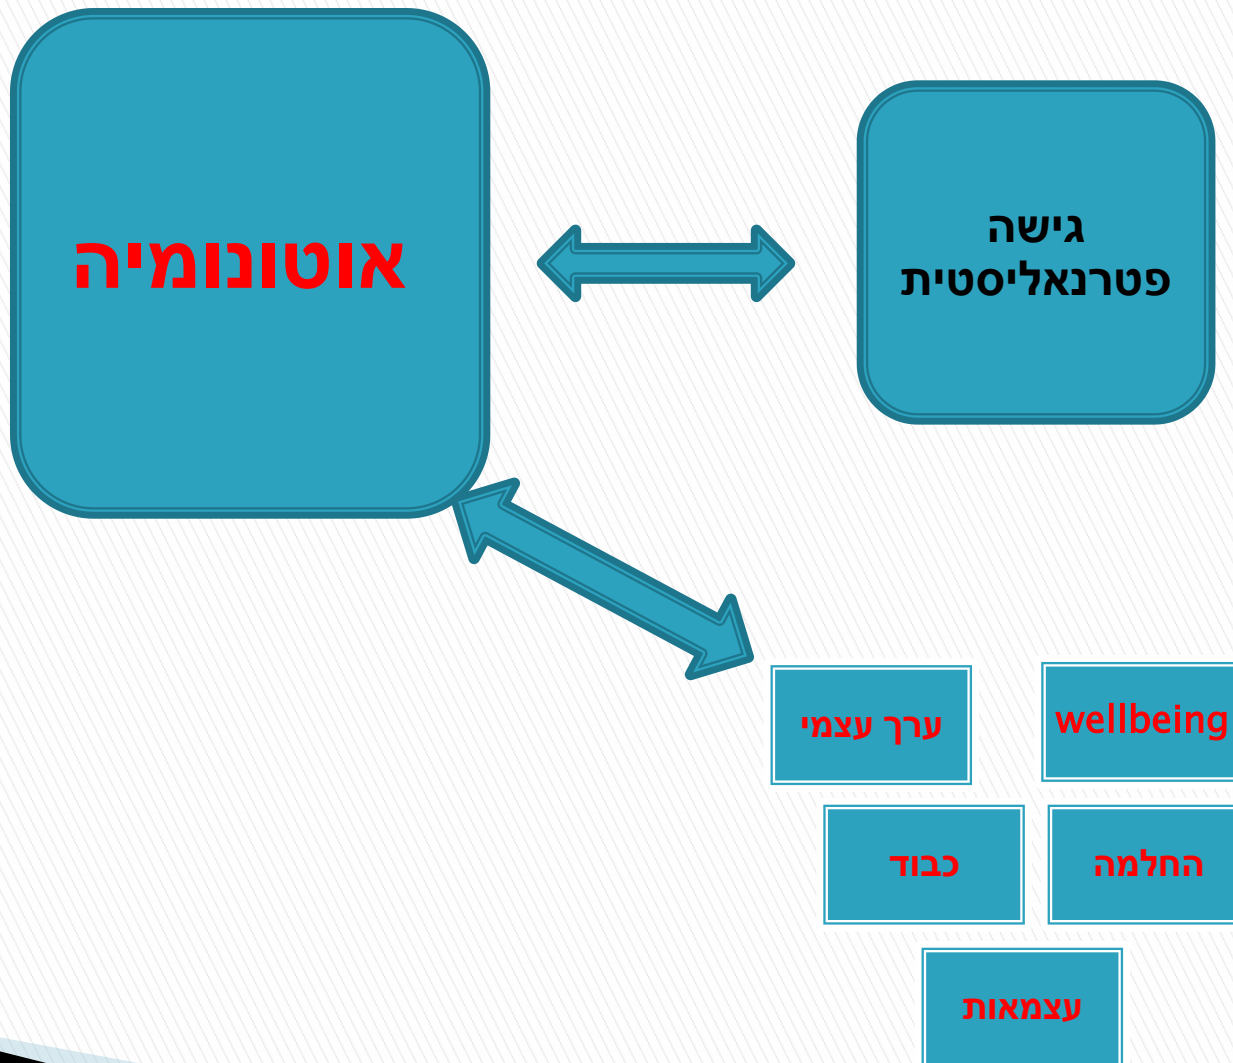 גישה
פטרנאליסטית
אוטונומיה
wellbeing
ערך עצמי
החלמה
כבוד
עצמאות